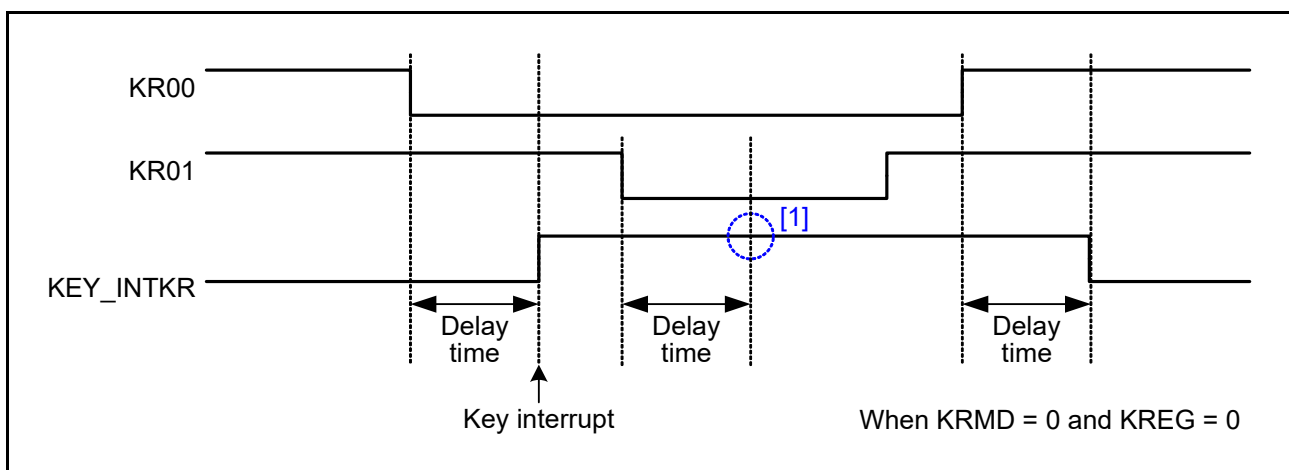 KR00
KR01
[1]
KEY_INTKR
Delay
time
Delay
time
Delay
time
Key interrupt
When KRMD = 0 and KREG = 0